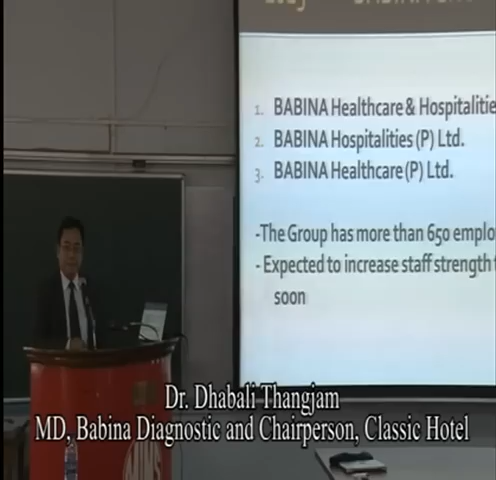 1. BABINA Healthcare & Hospitalitie
2. BABINA Hospitalities (P) Ltd.
3. BABINA Healthcare (P) Ltd.
-The Group has more than 650 emplo
- Expected to increase staff strength
soon
Dr. Dhabali Thangjam
MD, Babina Diagnostic and Chairperson, Classic Hotel